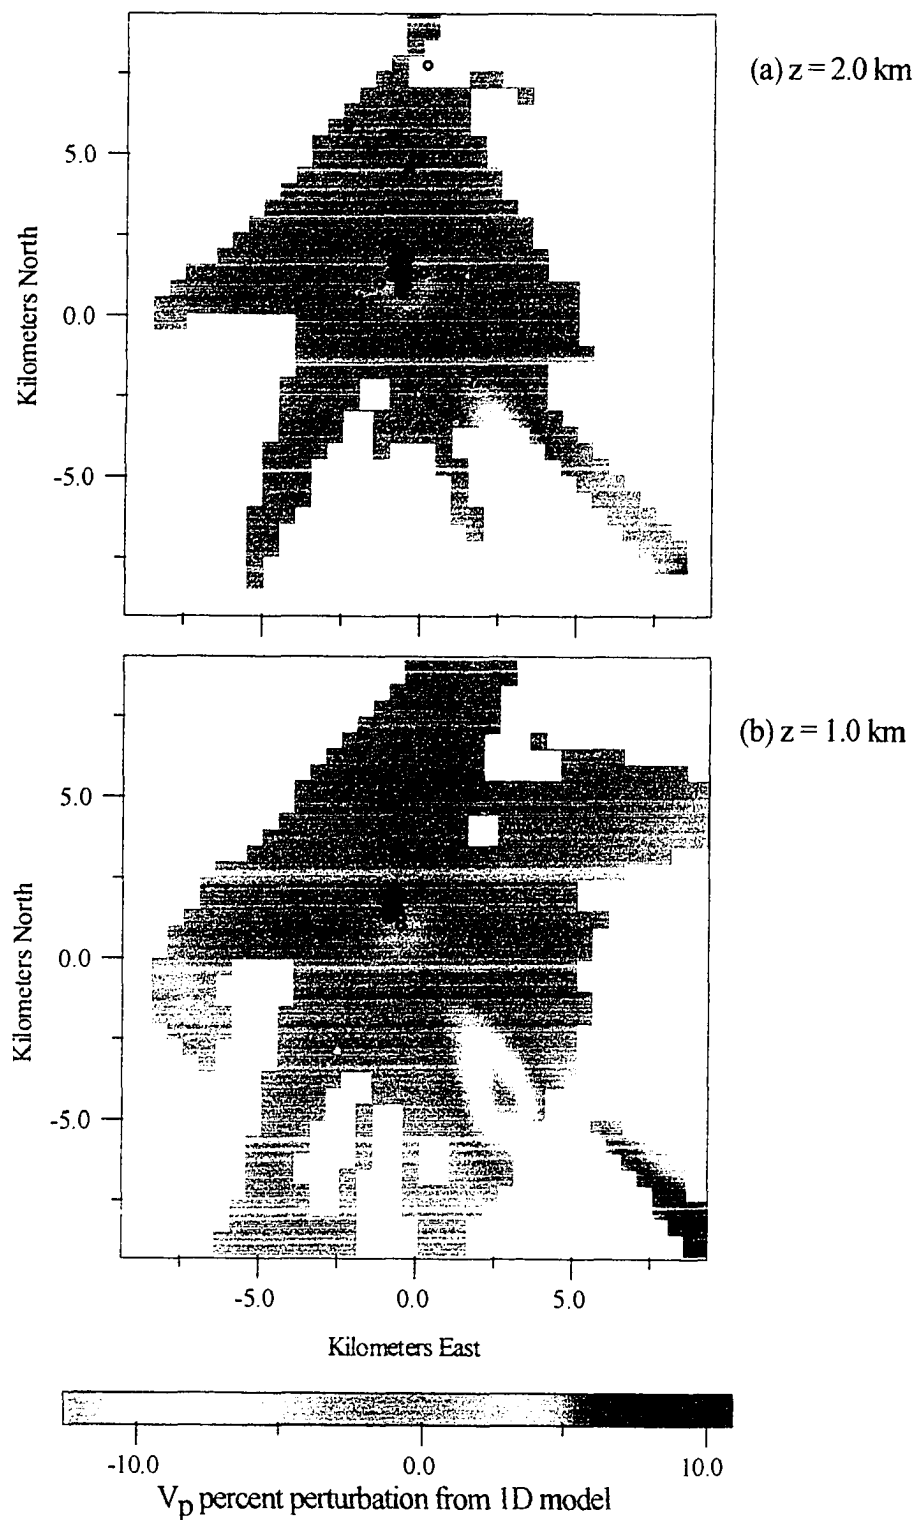 (a) z = 2.0 km
5.0
0.0
-5.0
Kilometers North
(b) z = 1.0 km
5.0
0.0
-5.0
Kilometers North
-5.0 0.0 5.0
Kilometers East
-10.0 0.0 10.0
Vp percent perturbation from 1D model